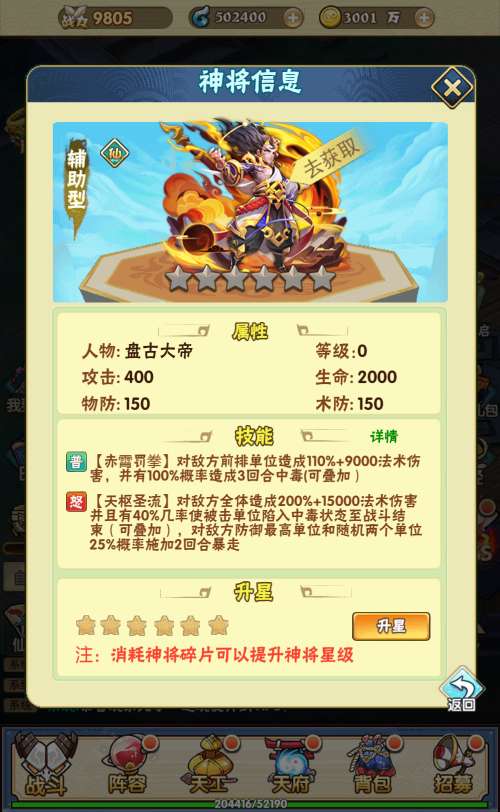 战力 9805
502400
3001 万
神将信息
辅助型
仙
去获取
属性
人物: 盘古大帝
等级: 0
攻击: 400
生命: 2000
物防: 150
术防: 150
技能
详情
普 【赤霄罚拳】对敌方前排单位造成110%+9000法术伤
害，并有100%概率造成3回合中毒(可叠加）
怒 【天枢圣流】对敌方全体造成200%+15000法术伤害
并且有40%几率使被击单位陷入中毒状态至战斗结
束（可叠加），对敌方防御最高单位和随机两个单位
25%概率施加2回合暴走
升星
升星
注：消耗神将碎片可以提升神将星级
返回
战斗
阵容
天工
天府
背包
招募
204416/52190